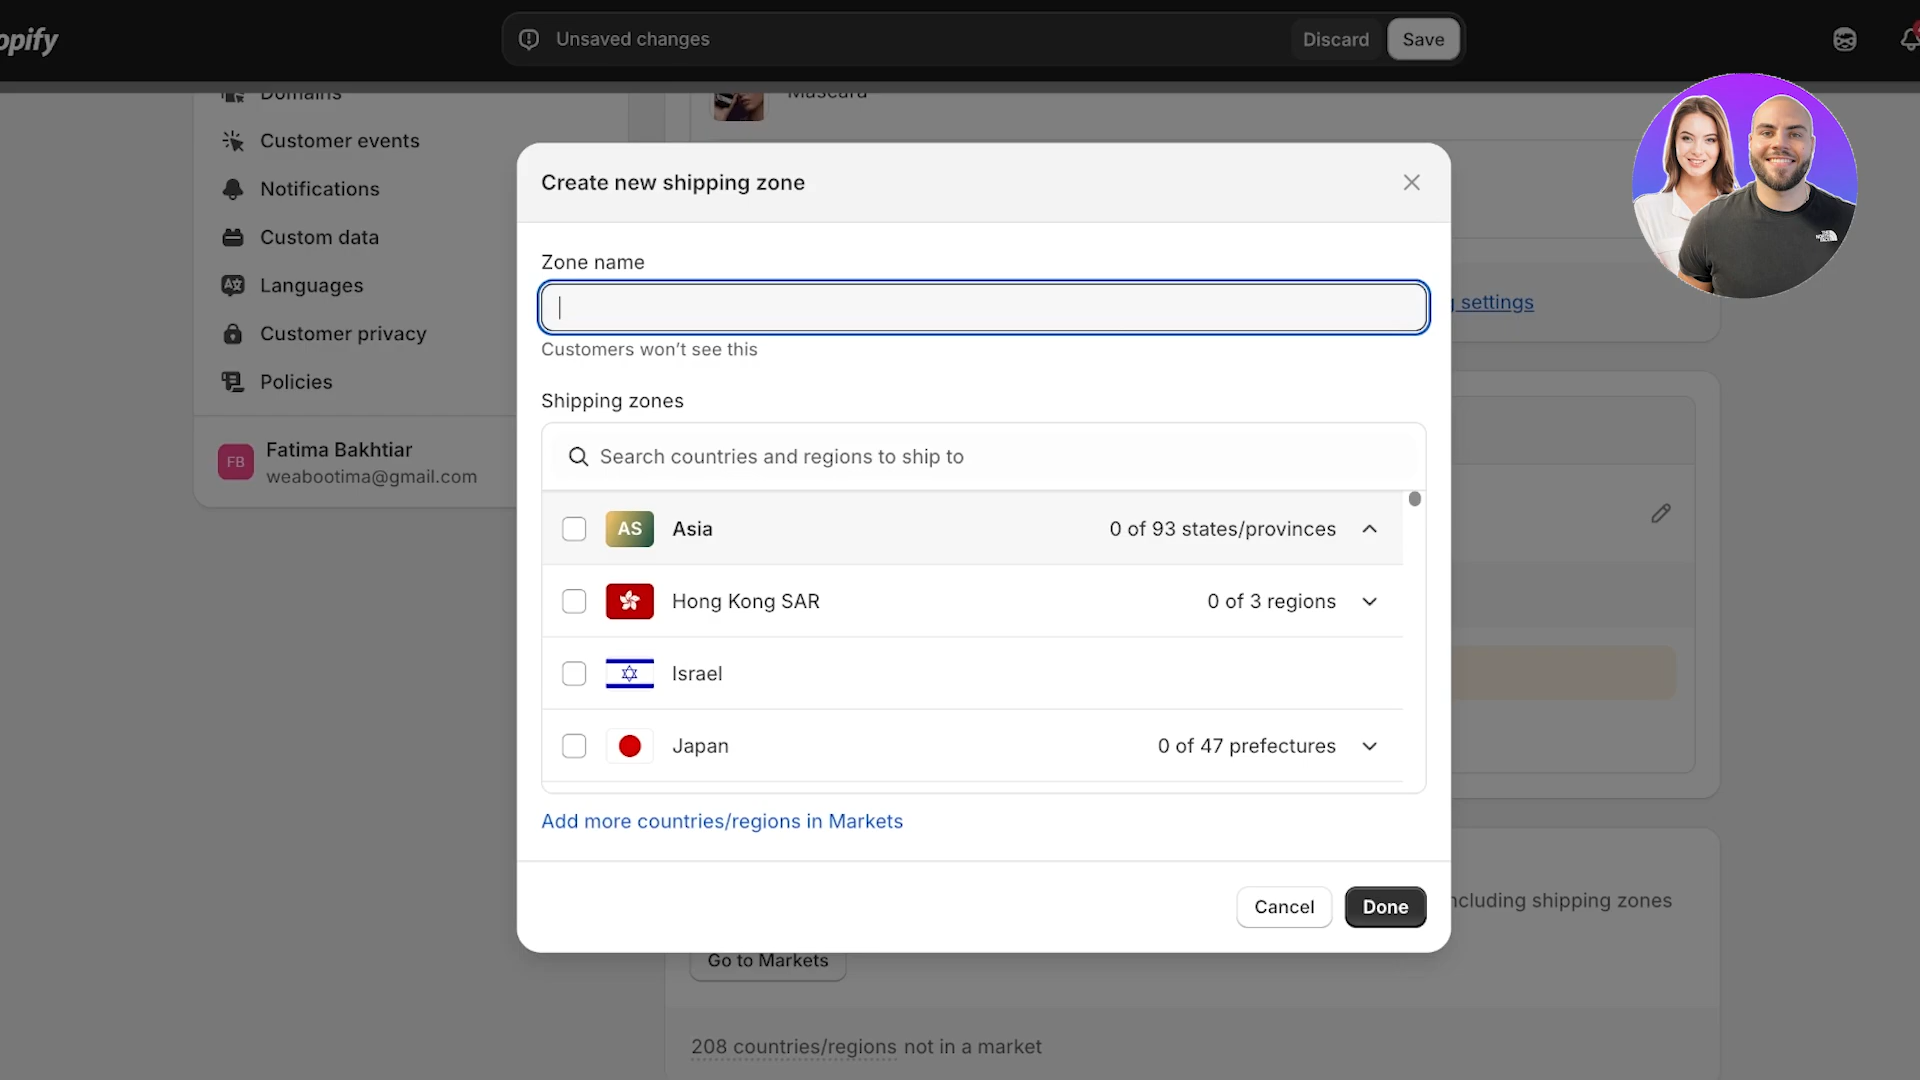 opify
Unsaved changes
Discard
Save
Domains
Customer events
Notifications
Custom data
Languages
Customer privacy
Policies
FB
Fatima Bakhtiar
weabootima@gmail.com
Mascara
Create new shipping zone
Zone name
Customers won't see this
Shipping zones
Search countries and regions to ship to
AS
Asia
0 of 93 states/provinces
Hong Kong SAR
0 of 3 regions
Israel
Japan
0 of 47 prefectures
Add more countries/regions in Markets
Cancel
Done
settings
ncluding shipping zones
Go to Markets
208 countries/regions not in a market